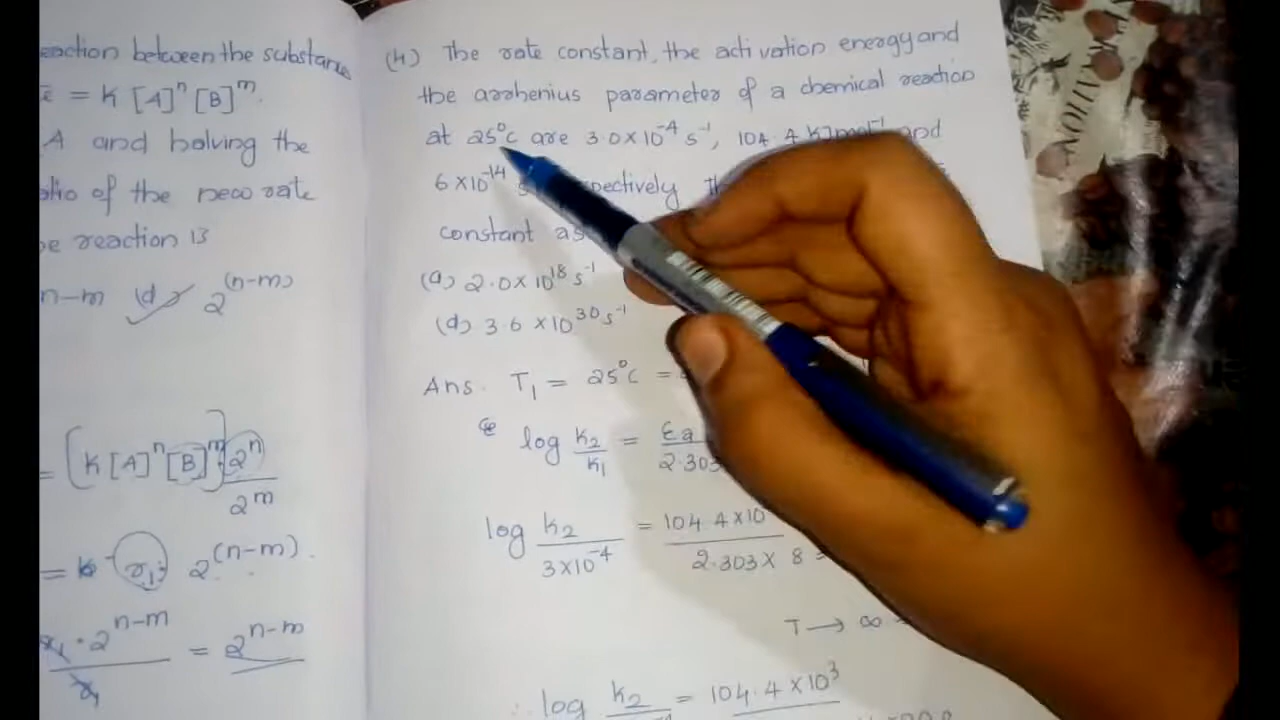 eaction between the substance
= K [A]^n [B]^m.
A and halving the
atio of the new rate
e reaction is
n-m (d) 2^(n-m)
= [K[A]^n [B]^m] 2^n / 2^m
= k r1 2^(n-m).
r1 . 2^(n-m) / r1 = 2^(n-m)
(4) The rate constant, the activation energy and
the arrhenius parameter of a chemical reaction
at 25°C are 3.0×10^-4 s^-1, 104.4 KJ mol^-1 and
6×10^-14
constant as
(a) 2.0×10^18 s^-1
(d) 3.6 ×10^30 s^-1
Ans. T1 = 25°C =
log K2/K1 = Ea / 2.303
log K2 / 3×10^-4 = 104.4×10 / 2.303× 8
T → ∞
∴ log K2 = 104.4×10^3